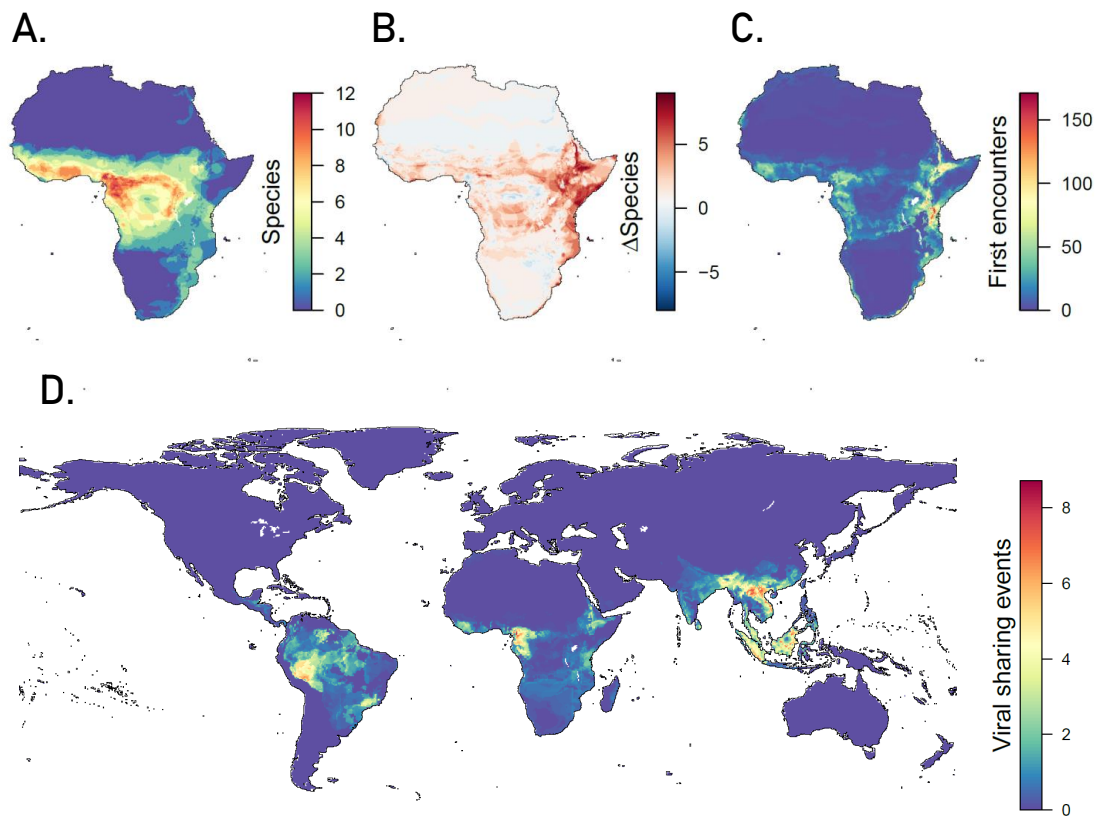 A.
B.
C.
12
10
8
6
4
2
0
Species
5
0
−5
ΔSpecies
150
100
50
0
First encounters
D.
8
6
4
2
0
Viral sharing events